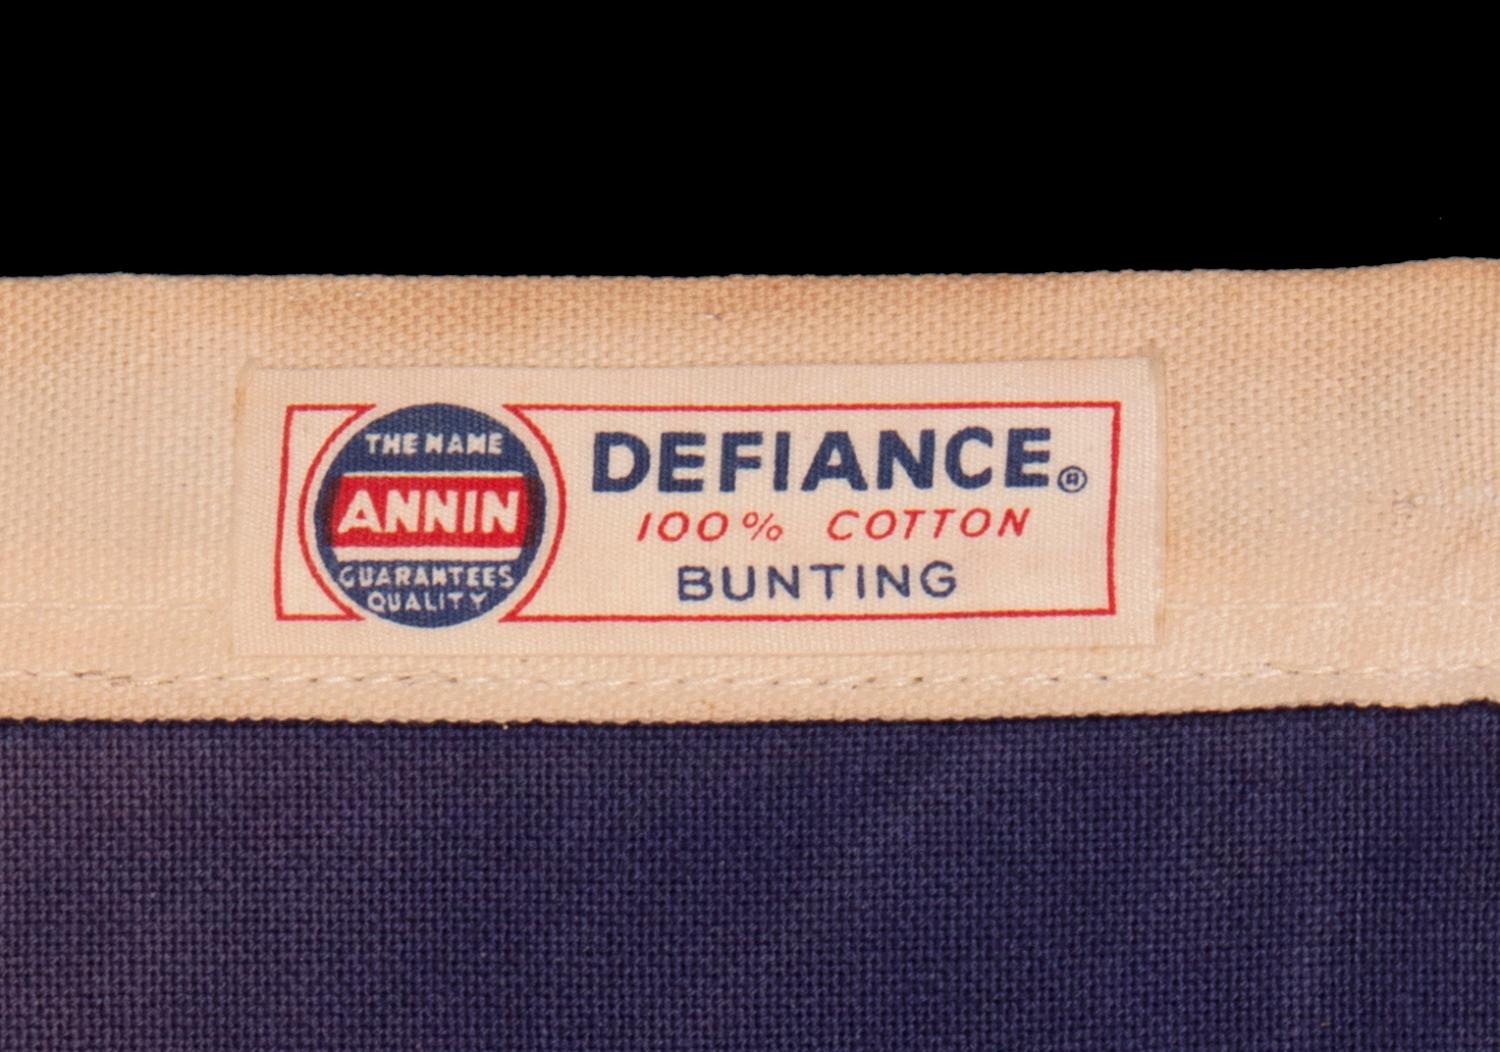 THE NAME
ANNIN
GUARANTEES
QUALITY
DEFIANCE®
100% COTTON
BUNTING